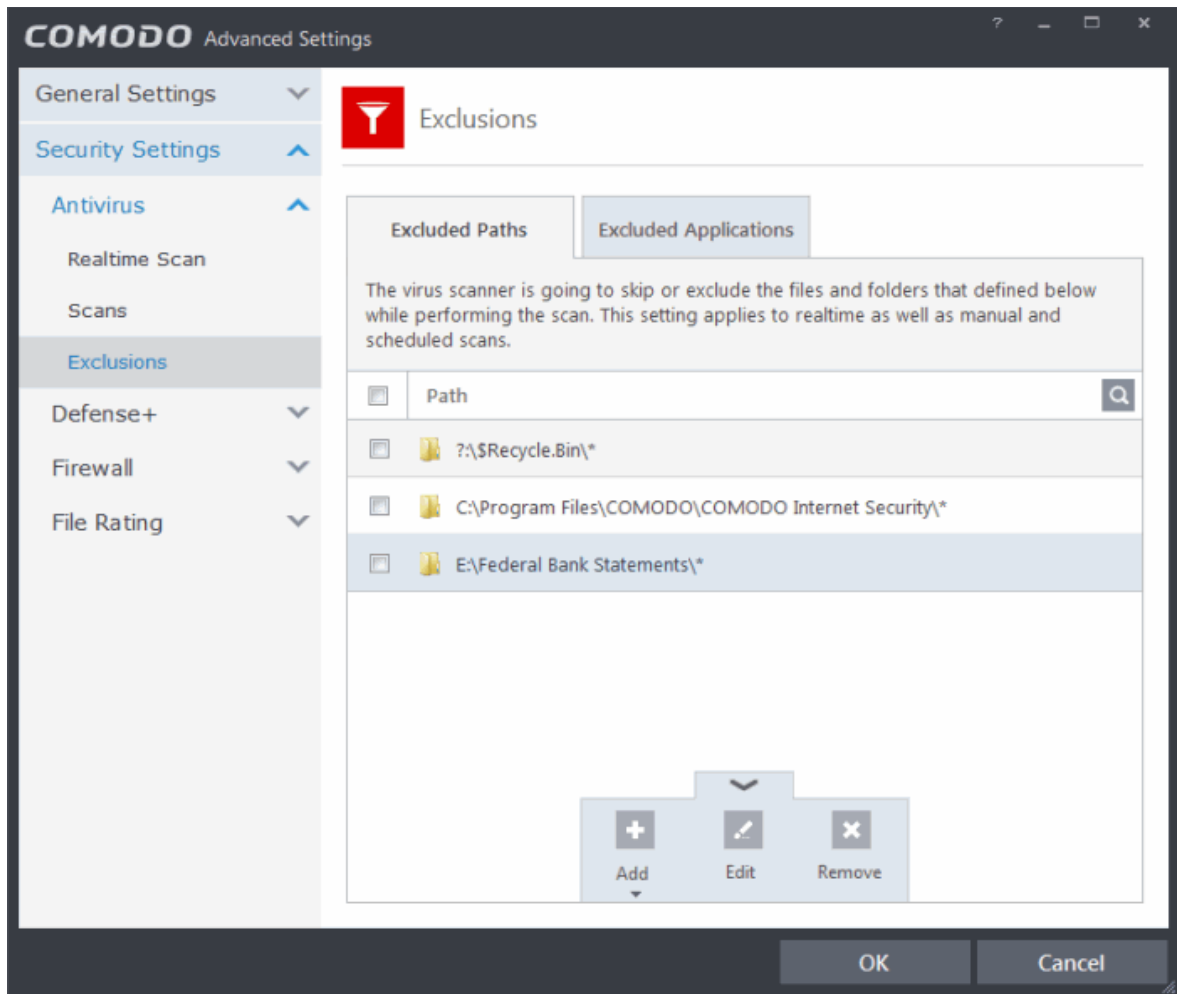 COMODO Advanced Settings
?
General Settings
Security Settings
Antivirus
Realtime Scan
Scans
Exclusions
Defense+
Firewall
File Rating
Exclusions
Excluded Paths
Excluded Applications
The virus scanner is going to skip or exclude the files and folders that defined below
while performing the scan. This setting applies to realtime as well as manual and
scheduled scans.
Path
?:\$Recycle.Bin\*
C:\Program Files\COMODO\COMODO Internet Security\*
E:\Federal Bank Statements\*
Add
Edit
Remove
OK
Cancel